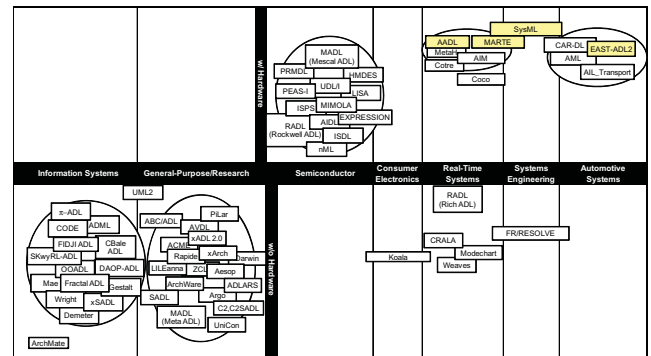 SysML
AADL
MARTE
MetaH
AIM
Cotre
Coco
CAR-DL
EAST-ADL2
AML
AIL_Transport
w/ Hardware
MADL
(Mescal ADL)
PRMDL
HMDES
PEAS-I
UDL/I
LISA
ISPS
MIMOLA
EXPRESSION
RADL
(Rockwell ADL)
AIDL
ISDL
nML
Information Systems
General-Purpose/Research
Semiconductor
Consumer
Electronics
Real-Time
Systems
Systems
Engineering
Automotive
Systems
w/o Hardware
UML2
π–ADL
ADML
CODE
FIDJI ADL
CBale
ADL
SKwyRL-ADL
OOADL
DAOP-ADL
Mae
Fractal ADL
Gestalt
Wright
xSADL
Demeter
ArchMate
PiLar
ABC/ADL
AVDL
ACME
xADL 2.0
Rapide
xArch
Darwin
LILEanna
ZCL
Aesop
ArchWare
ADLARS
SADL
Argo
MADL
(Meta ADL)
C2,C2SADL
UniCon
Koala
RADL
(Rich ADL)
CRALA
Modechart
Weaves
FR/RESOLVE